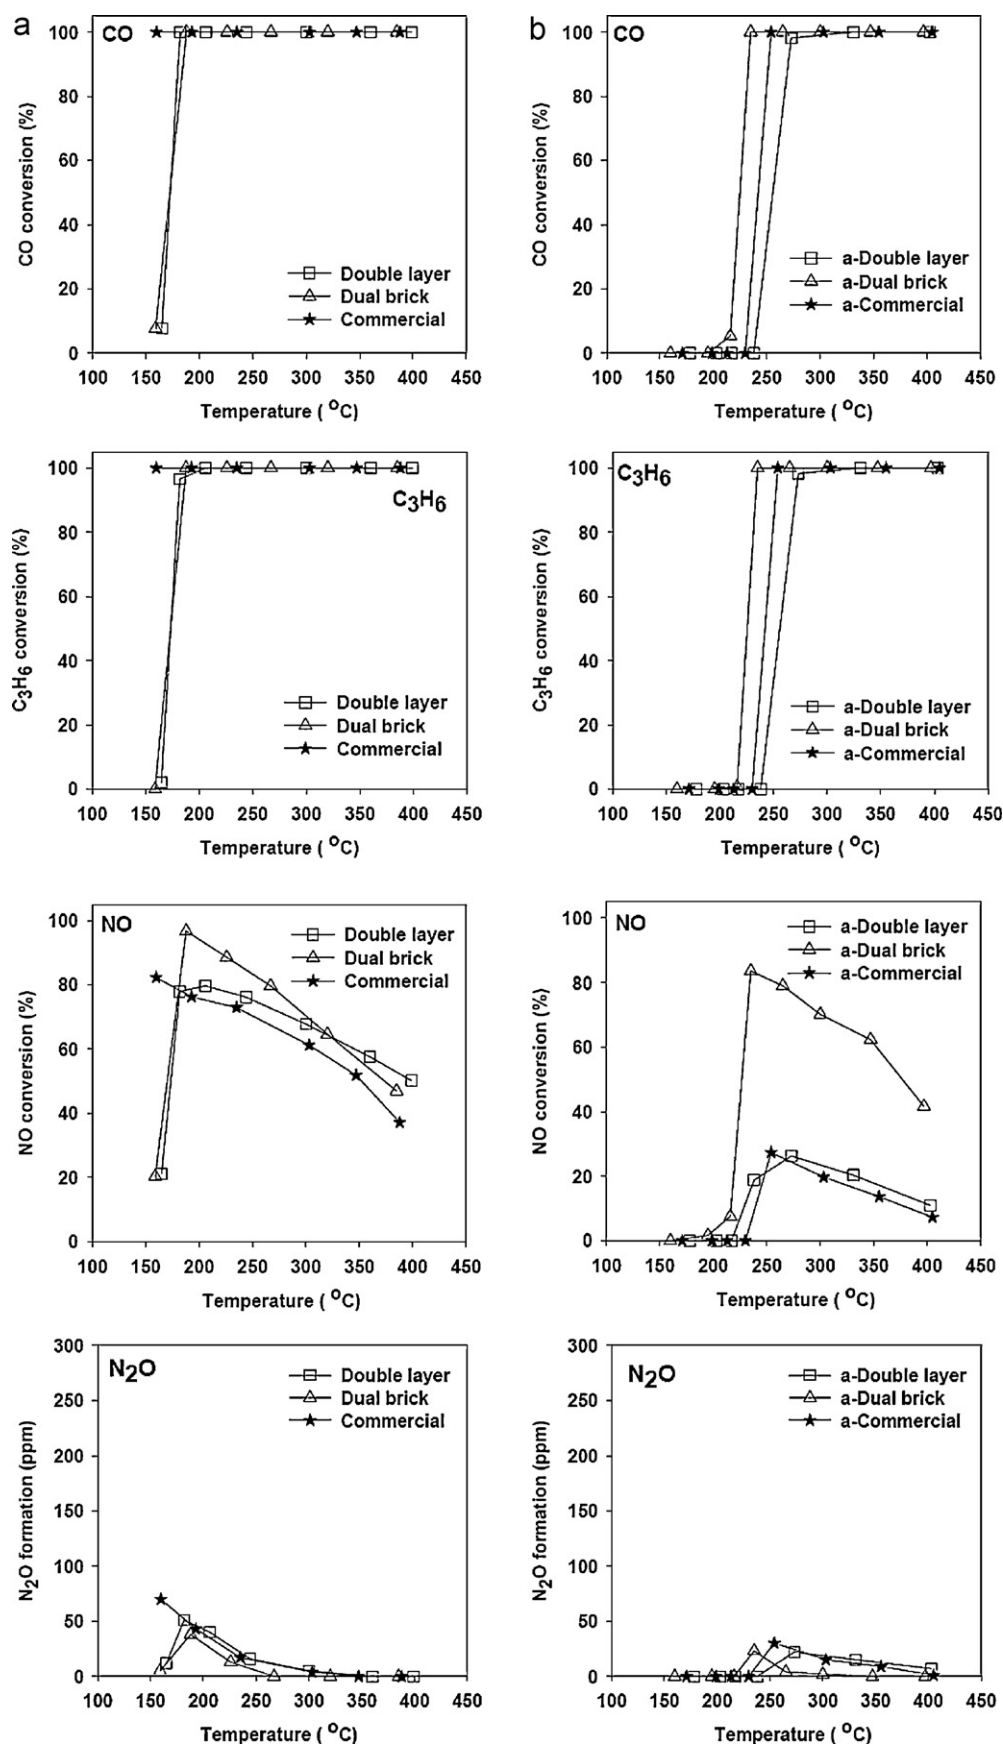 a
CO
CO conversion (%)
100
80
60
40
20
0
Double layer
Dual brick
Commercial
100 150 200 250 300 350 400 450
Temperature ( °C)
b
CO
CO conversion (%)
100
80
60
40
20
0
a-Double layer
a-Dual brick
a-Commercial
100 150 200 250 300 350 400 450
Temperature ( °C)
C3H6
C3H6 conversion (%)
100
80
60
40
20
0
Double layer
Dual brick
Commercial
100 150 200 250 300 350 400 450
Temperature ( °C)
C3H6
C3H6 conversion (%)
100
80
60
40
20
0
a-Double layer
a-Dual brick
a-Commercial
100 150 200 250 300 350 400 450
Temperature ( °C)
NO
NO conversion (%)
100
80
60
40
20
0
Double layer
Dual brick
Commercial
100 150 200 250 300 350 400 450
Temperature ( °C)
NO
NO conversion (%)
100
80
60
40
20
0
a-Double layer
a-Dual brick
a-Commercial
100 150 200 250 300 350 400 450
Temperature ( °C)
N2O
N2O formation (ppm)
300
250
200
150
100
50
0
Double layer
Dual brick
Commercial
100 150 200 250 300 350 400 450
Temperature ( °C)
N2O
N2O formation (ppm)
300
250
200
150
100
50
0
a-Double layer
a-Dual brick
a-Commercial
100 150 200 250 300 350 400 450
Temperature ( °C)